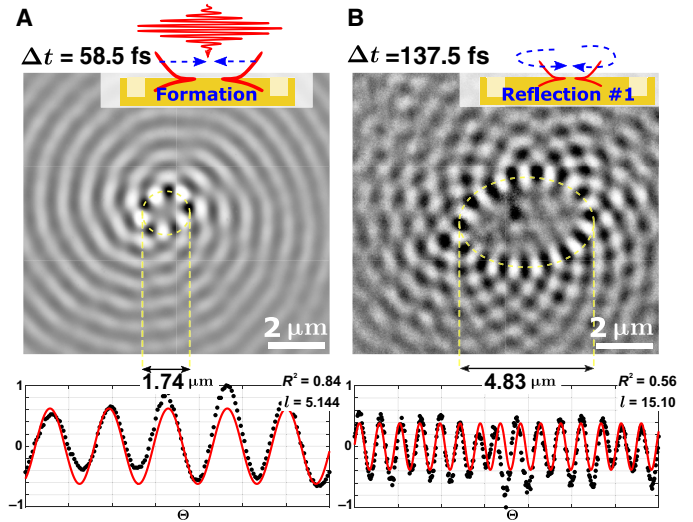 A
Δt = 58.5 fs
Formation
2 μm
1.74 μm
R² = 0.84
l = 5.144
0
−1
Θ
B
Δt =137.5 fs
Reflection #1
2 μm
4.83 μm
R² = 0.56
l = 15.10
1
0
−1
Θ